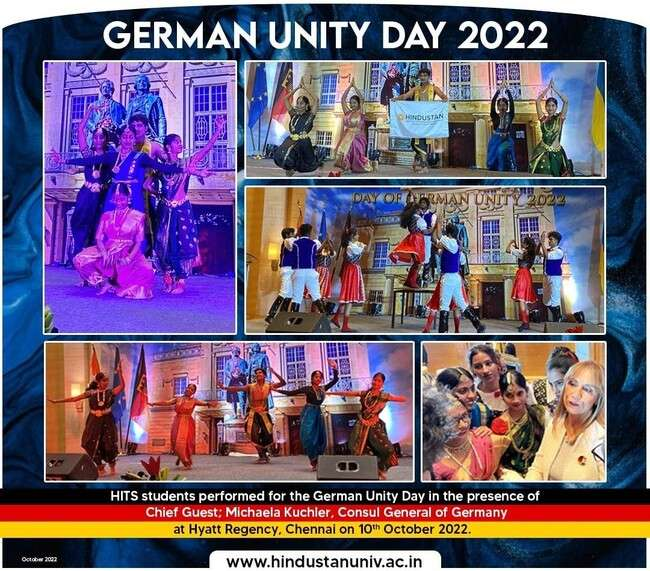 GERMAN UNITY DAY 2022
HINDUSTAN
DAY OF GERMAN UNITY 2022
HITS students performed for the German Unity Day in the presence of
Chief Guest; Michaela Kuchler, Consul General of Germany
at Hyatt Regency, Chennai on 10th October 2022.
October 2022
www.hindustanuniv.ac.in